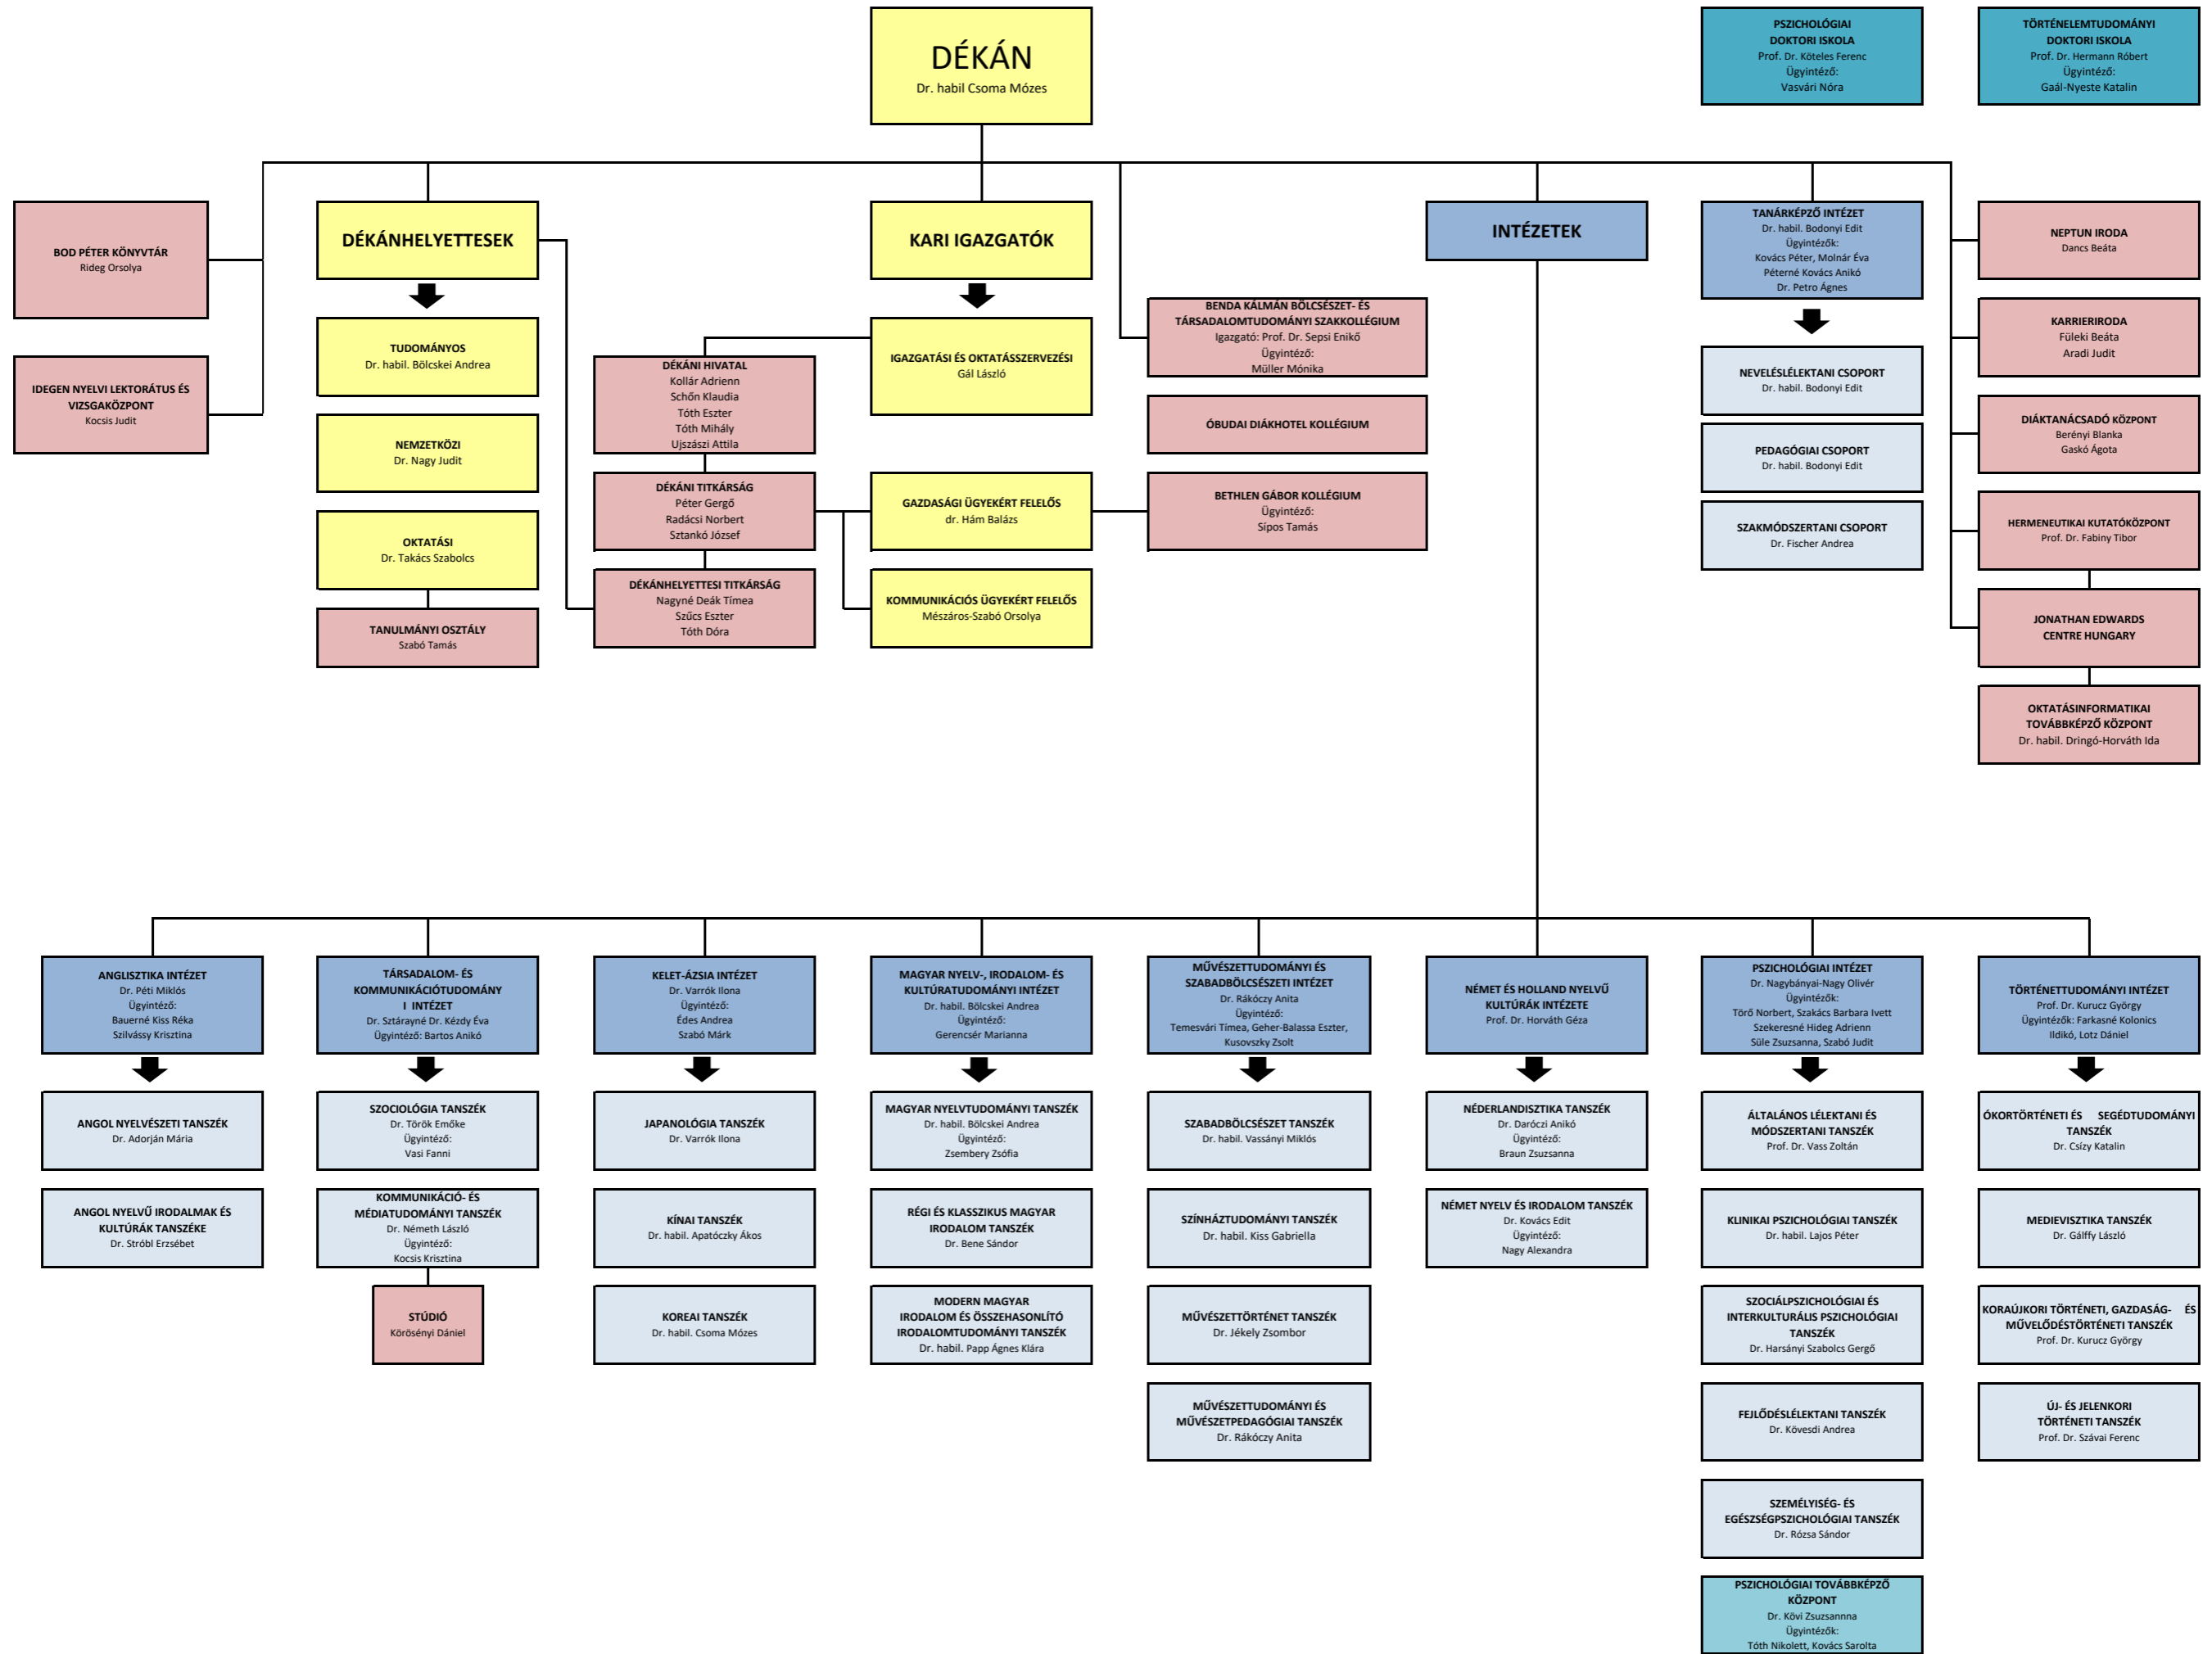 DÉKÁN
Dr. habil Csoma Mózes
PSZICHOLÓGIAI
DOKTORI ISKOLA
Prof. Dr. Köteles Ferenc
Ügyintéző:
Vasvári Nóra
TÖRTÉNELEMTUDOMÁNYI
DOKTORI ISKOLA
Prof. Dr. Hermann Róbert
Ügyintéző:
Gaál-Nyeste Katalin
BOD PÉTER KÖNYVTÁR
Rideg Orsolya
IDEGEN NYELVI LEKTORÁTUS ÉS
VIZSGAKÖZPONT
Kocsis Judit
DÉKÁNHELYETTESEK
TUDOMÁNYOS
Dr. habil. Bölcskei Andrea
NEMZETKÖZI
Dr. Nagy Judit
OKTATÁSI
Dr. Takács Szabolcs
TANULMÁNYI OSZTÁLY
Szabó Tamás
DÉKÁNI HIVATAL
Kollár Adrienn
Schőn Klaudia
Tóth Eszter
Tóth Mihály
Ujszászi Attila
DÉKÁNI TITKÁRSÁG
Péter Gergő
Radácsi Norbert
Sztankó József
DÉKÁNHELYETTESI TITKÁRSÁG
Nagyné Deák Tímea
Szűcs Eszter
Tóth Dóra
KARI IGAZGATÓK
IGAZGATÁSI ÉS OKTATÁSSZERVEZÉSI
Gál László
GAZDASÁGI ÜGYEKÉRT FELELŐS
dr. Hám Balázs
KOMMUNIKÁCIÓS ÜGYEKÉRT FELELŐS
Mészáros-Szabó Orsolya
BENDA KÁLMÁN BÖLCSÉSZET- ÉS
TÁRSADALOMTUDOMÁNYI SZAKKOLLÉGIUM
Igazgató: Prof. Dr. Sepsi Enikő
Ügyintéző:
Müller Mónika
ÓBUDAI DIÁKHOTEL KOLLÉGIUM
BETHLEN GÁBOR KOLLÉGIUM
Ügyintéző:
Sípos Tamás
INTÉZETEK
TANÁRKÉPZŐ INTÉZET
Dr. habil. Bodonyi Edit
Ügyintézők:
Kovács Péter, Molnár Éva
Péterné Kovács Anikó
Dr. Petro Ágnes
NEVELÉSLÉLEKTANI CSOPORT
Dr. habil. Bodonyi Edit
PEDAGÓGIAI CSOPORT
Dr. habil. Bodonyi Edit
SZAKMÓDSZERTANI CSOPORT
Dr. Fischer Andrea
NEPTUN IRODA
Dancs Beáta
KARRIERIRODA
Füleki Beáta
Aradi Judit
DIÁKTANÁCSADÓ KÖZPONT
Berényi Blanka
Gaskó Ágota
HERMENEUTIKAI KUTATÓKÖZPONT
Prof. Dr. Fabiny Tibor
JONATHAN EDWARDS
CENTRE HUNGARY
OKTATÁSINFORMATIKAI
TOVÁBBKÉPZŐ KÖZPONT
Dr. habil. Dringó-Horváth Ida
ANGLISZTIKA INTÉZET
Dr. Péti Miklós
Ügyintéző:
Bauerné Kiss Réka
Szilvássy Krisztina
ANGOL NYELVÉSZETI TANSZÉK
Dr. Adorján Mária
ANGOL NYELVŰ IRODALMAK ÉS
KULTÚRÁK TANSZÉKE
Dr. Stróbl Erzsébet
TÁRSADALOM- ÉS
KOMMUNIKÁCIÓTUDOMÁNY
I INTÉZET
Dr. Sztárayné Dr. Kézdy Éva
Ügyintéző: Bartos Anikó
SZOCIOLÓGIA TANSZÉK
Dr. Török Emőke
Ügyintéző:
Vasi Fanni
KOMMUNIKÁCIÓ- ÉS
MÉDIATUDOMÁNYI TANSZÉK
Dr. Németh László
Ügyintéző:
Kocsis Krisztina
STÚDIÓ
Körösényi Dániel
KELET-ÁZSIA INTÉZET
Dr. Varrók Ilona
Ügyintéző:
Édes Andrea
Szabó Márk
JAPANOLÓGIA TANSZÉK
Dr. Varrók Ilona
KÍNAI TANSZÉK
Dr. habil. Apatóczky Ákos
KOREAI TANSZÉK
Dr. habil. Csoma Mózes
MAGYAR NYELV-, IRODALOM- ÉS
KULTÚRATUDOMÁNYI INTÉZET
Dr. habil. Bölcskei Andrea
Ügyintéző:
Gerencsér Marianna
MAGYAR NYELVTUDOMÁNYI TANSZÉK
Dr. habil. Bölcskei Andrea
Ügyintéző:
Zsembery Zsófia
RÉGI ÉS KLASSZIKUS MAGYAR
IRODALOM TANSZÉK
Dr. Bene Sándor
MODERN MAGYAR
IRODALOM ÉS ÖSSZEHASONLÍTÓ
IRODALOMTUDOMÁNYI TANSZÉK
Dr. habil. Papp Ágnes Klára
MŰVÉSZETTUDOMÁNYI ÉS
SZABADBÖLCSÉSZETI INTÉZET
Dr. Rákóczy Anita
Ügyintéző:
Temesvári Tímea, Geher-Balassa Eszter,
Kusovszky Zsolt
SZABADBÖLCSÉSZET TANSZÉK
Dr. habil. Vassányi Miklós
SZÍNHÁZTUDOMÁNYI TANSZÉK
Dr. habil. Kiss Gabriella
MŰVÉSZETTÖRTÉNET TANSZÉK
Dr. Jékely Zsombor
MŰVÉSZETTUDOMÁNYI ÉS
MŰVÉSZETPEDAGÓGIAI TANSZÉK
Dr. Rákóczy Anita
NÉMET ÉS HOLLAND NYELVŰ
KULTÚRÁK INTÉZETE
Prof. Dr. Horváth Géza
NÉDERLANDISZTIKA TANSZÉK
Dr. Daróczi Anikó
Ügyintéző:
Braun Zsuzsanna
NÉMET NYELV ÉS IRODALOM TANSZÉK
Dr. Kovács Edit
Ügyintéző:
Nagy Alexandra
PSZICHOLÓGIAI INTÉZET
Dr. Nagybányai-Nagy Olivér
Ügyintézők:
Törő Norbert, Szakács Barbara Ivett
Szekeresné Hideg Adrienn
Süle Zsuzsanna, Szabó Judit
ÁLTALÁNOS LÉLEKTANI ÉS
MÓDSZERTANI TANSZÉK
Prof. Dr. Vass Zoltán
KLINIKAI PSZICHOLÓGIAI TANSZÉK
Dr. habil. Lajos Péter
SZOCIÁLPSZICHOLÓGIAI ÉS
INTERKULTURÁLIS PSZICHOLÓGIAI
TANSZÉK
Dr. Harsányi Szabolcs Gergő
FEJLŐDÉSLÉLEKTANI TANSZÉK
Dr. Kövesdi Andrea
SZEMÉLYISÉG- ÉS
EGÉSZSÉGPSZICHOLÓGIAI TANSZÉK
Dr. Rózsa Sándor
PSZICHOLÓGIAI TOVÁBBKÉPZŐ
KÖZPONT
Dr. Kövi Zsuzsannna
Ügyintézők:
Tóth Nikolett, Kovács Sarolta
TÖRTÉNETTUDOMÁNYI INTÉZET
Prof. Dr. Kurucz György
Ügyintézők: Farkasné Kolonics
Ildikó, Lotz Dániel
ÓKORTÖRTÉNETI ÉS SEGÉDTUDOMÁNYI
TANSZÉK
Dr. Csízy Katalin
MEDIEVISZTIKA TANSZÉK
Dr. Gálffy László
KORAÚJKORI TÖRTÉNETI, GAZDASÁG- ÉS
MŰVELŐDÉSTÖRTÉNETI TANSZÉK
Prof. Dr. Kurucz György
ÚJ- ÉS JELENKORI
TÖRTÉNETI TANSZÉK
Prof. Dr. Szávai Ferenc